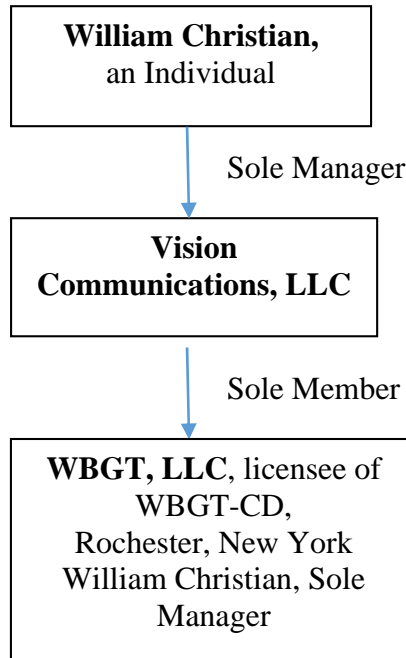 William Christian,
an Individual
Sole Manager
Vision
Communications, LLC
Sole Member
WBGT, LLC, licensee of
WBGT-CD,
Rochester, New York
William Christian, Sole
Manager